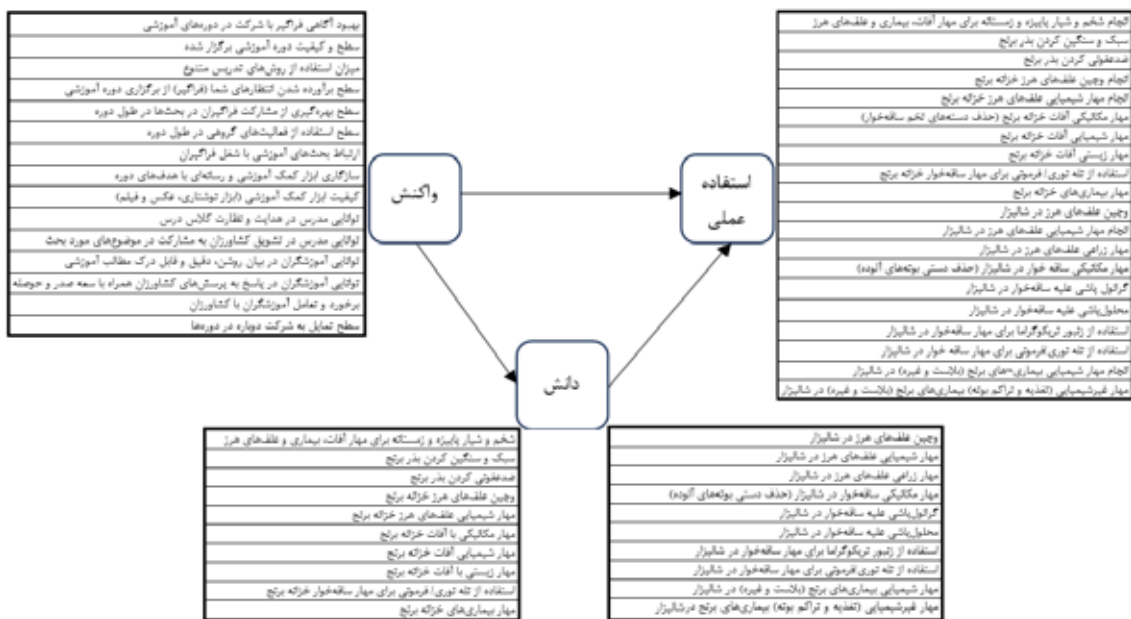 بهبود آگاهی فراگیر با شرکت در دوره‌های آموزشی
سطح و کیفیت دوره آموزشی برگزار شده
میزان استفاده از روش‌های تدریس متنوع
سطح برآورده شدن انتظارهای شما (فراگیر) از برگزاری دوره آموزشی
سطح بهره‌گیری از مشارکت فراگیران در بحث‌ها در طول دوره
سطح استفاده از فعالیت‌های گروهی در طول دوره
ارتباط بحث‌های آموزشی با شغل فراگیران
سازگاری ابزار کمک آموزشی و رسانه‌ای با هدف‌های دوره
کیفیت ابزار کمک آموزشی (ابزار نوشتاری، عکس و فیلم)
توانایی مدرس در هدایت و نظارت کلاس درس
توانایی مدرس در تشویق کشاورزان به مشارکت در موضوع‌های مورد بحث
توانایی آموزشگران در بیان روشن، دقیق و قابل درک مطالب آموزشی
توانایی آموزشگران در پاسخ به پرسش‌های کشاورزان همراه با سعه صدر و حوصله
برخورد و تعامل آموزشگران با کشاورزان
سطح تمایل به شرکت دوباره در دوره‌ها
واکنش
استفاده
عملی
دانش
انجام شخم و شیار پاییزه و زمستانه برای مهار آفات، بیماری و علف‌های هرز
سبک و سنگین کردن بذر برنج
ضدعفونی کردن بذر برنج
انجام وجین علف‌های هرز خزانه برنج
انجام مهار شیمیایی علف‌های هرز خزانه برنج
مهار مکانیکی آفات خزانه برنج (حذف دسته‌های تخم ساقه‌خوار)
مهار شیمیایی آفات خزانه برنج
مهار زیستی آفات خزانه برنج
استفاده از تله نوری/فرمونی برای مهار ساقه‌خوار خزانه برنج
مهار بیماری‌های خزانه برنج
وجین علف‌های هرز در شالیزار
انجام مهار شیمیایی علف‌های هرز در شالیزار
مهار زراعی علف‌های هرز در شالیزار
مهار مکانیکی ساقه خوار در شالیزار (حذف دستی بوته‌های آلوده)
گرانول پاشی علیه ساقه‌خوار در شالیزار
محلول‌پاشی علیه ساقه‌خوار در شالیزار
استفاده از زنبور تریکوگراما برای مهار ساقه‌خوار در شالیزار
استفاده از تله نوری/فرمونی برای مهار ساقه خوار در شالیزار
انجام مهار شیمیایی بیماری-های برنج (بلاست و غیره) در شالیزار
مهار غیرشیمیایی (تغذیه و تراکم بوته) بیماری‌های برنج (بلاست و غیره) در شالیزار
شخم و شیار پاییزه و زمستانه برای مهار آفات، بیماری و علف‌های هرز
سبک و سنگین کردن بذر برنج
ضدعفونی کردن بذر برنج
وجین علف‌های هرز خزانه برنج
مهار شیمیایی علف‌های هرز خزانه برنج
مهار مکانیکی با آفات خزانه برنج
مهار شیمیایی آفات خزانه برنج
مهار زیستی با آفات خزانه برنج
استفاده از تله نوری/فرمونی برای مهار ساقه‌خوار خزانه برنج
مهار بیماری‌های خزانه برنج
وجین علف‌های هرز در شالیزار
مهار شیمیایی علف‌های هرز در شالیزار
مهار زراعی علف‌های هرز در شالیزار
مهار مکانیکی ساقه‌خوار در شالیزار (حذف دستی بوته‌های آلوده)
گرانول‌پاشی علیه ساقه‌خوار در شالیزار
محلول‌پاشی علیه ساقه‌خوار در شالیزار
استفاده از زنبور تریکوگراما برای مهار ساقه‌خوار در شالیزار
استفاده از تله نوری/فرمونی برای مهار ساقه‌خوار در شالیزار
مهار شیمیایی بیماری‌های برنج (بلاست و غیره) در شالیزار
مهار غیرشیمیایی (تغذیه و تراکم بوته) بیماری‌های برنج درشالیزار